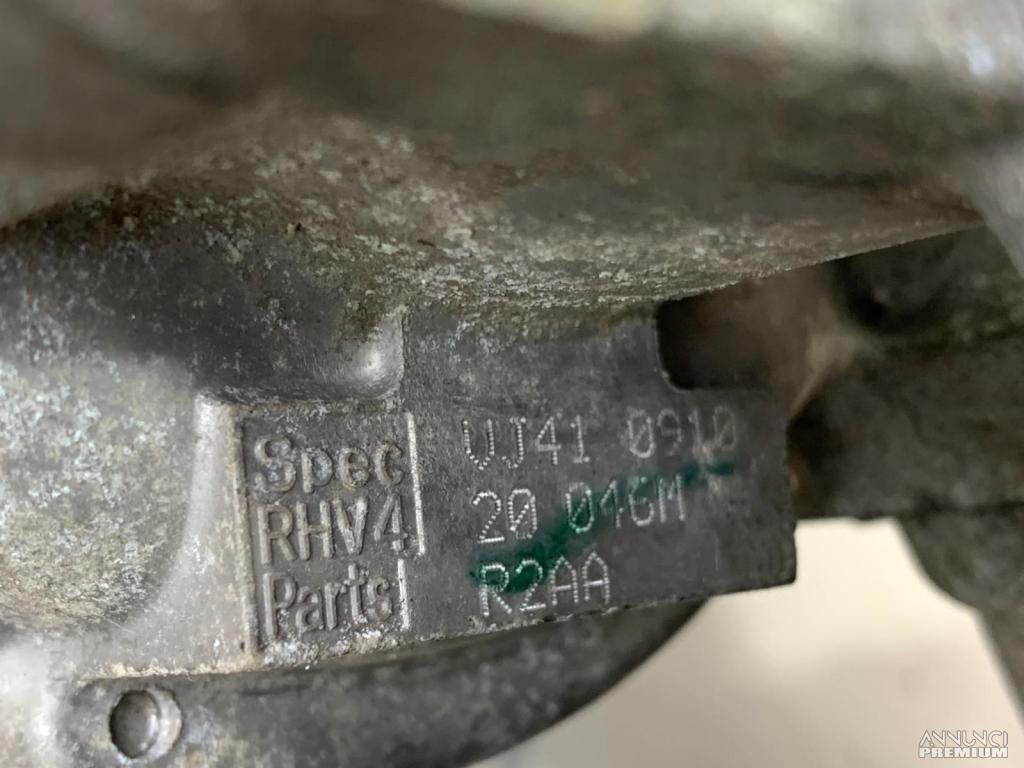 Spec VJ41 0910
RHV4 20 046M
Parts R2AA
ANNUNCI
PREMIUM